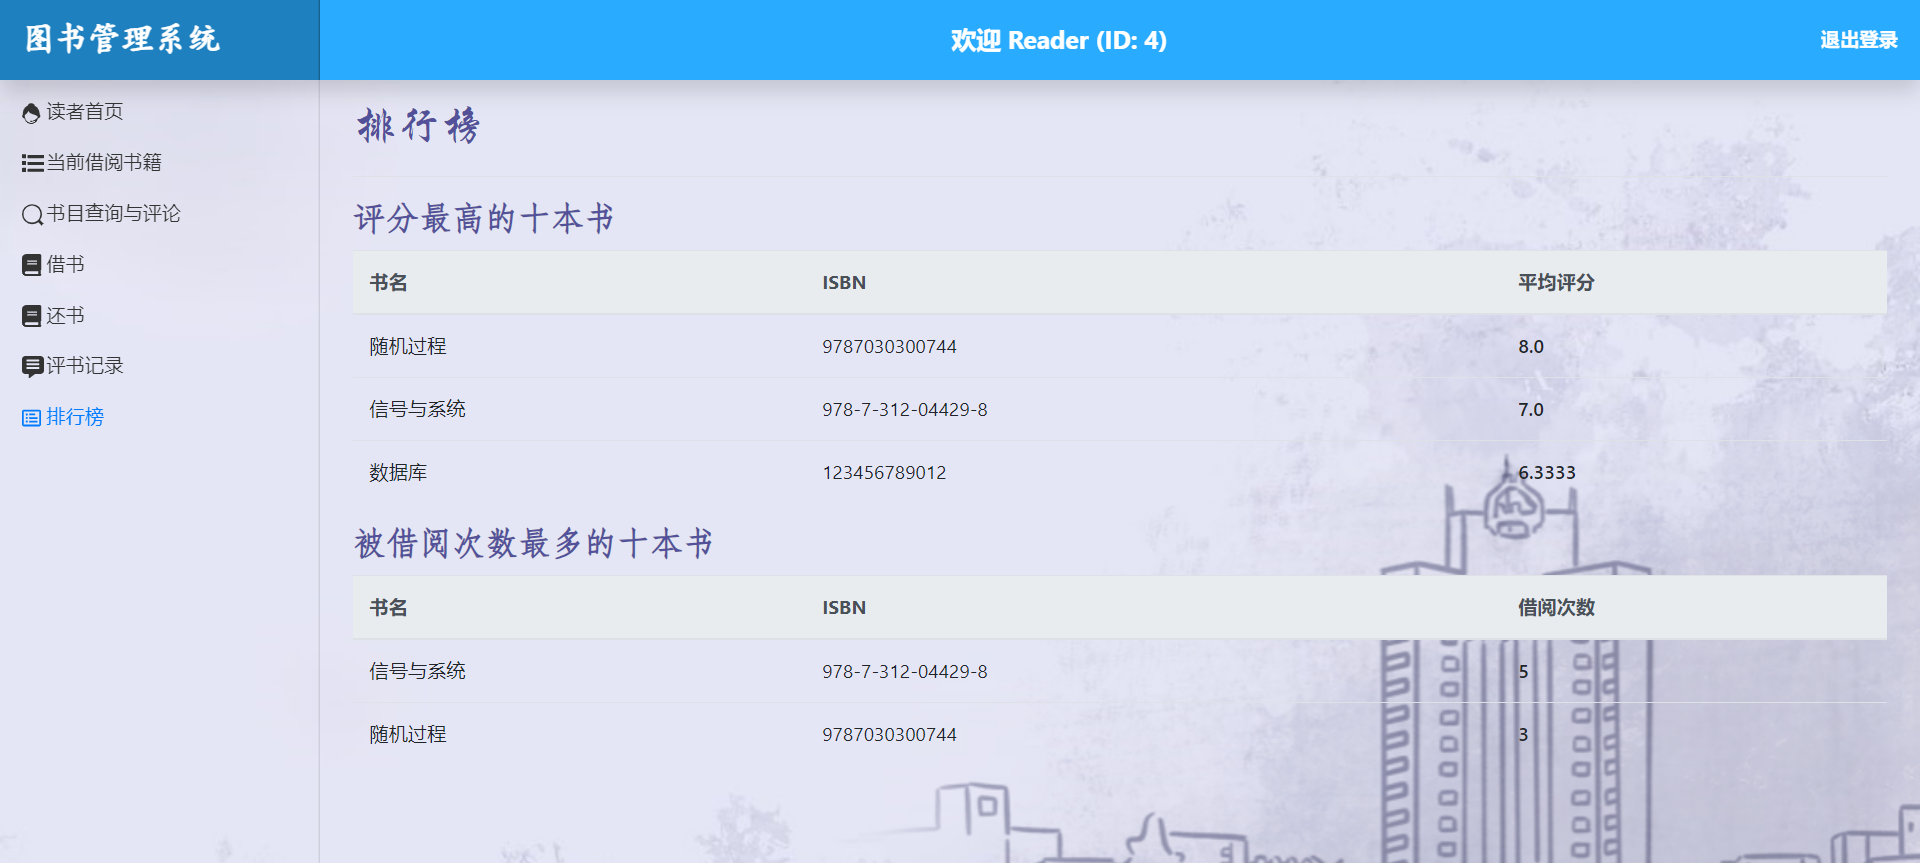 图书管理系统
欢迎 Reader (ID: 4)
退出登录
读者首页
当前借阅书籍
书目查询与评论
借书
还书
评书记录
排行榜
排行榜
评分最高的十本书
书名 ISBN 平均评分
随机过程 9787030300744 8.0
信号与系统 978-7-312-04429-8 7.0
数据库 123456789012 6.3333
被借阅次数最多的十本书
书名 ISBN 借阅次数
信号与系统 978-7-312-04429-8 5
随机过程 9787030300744 3